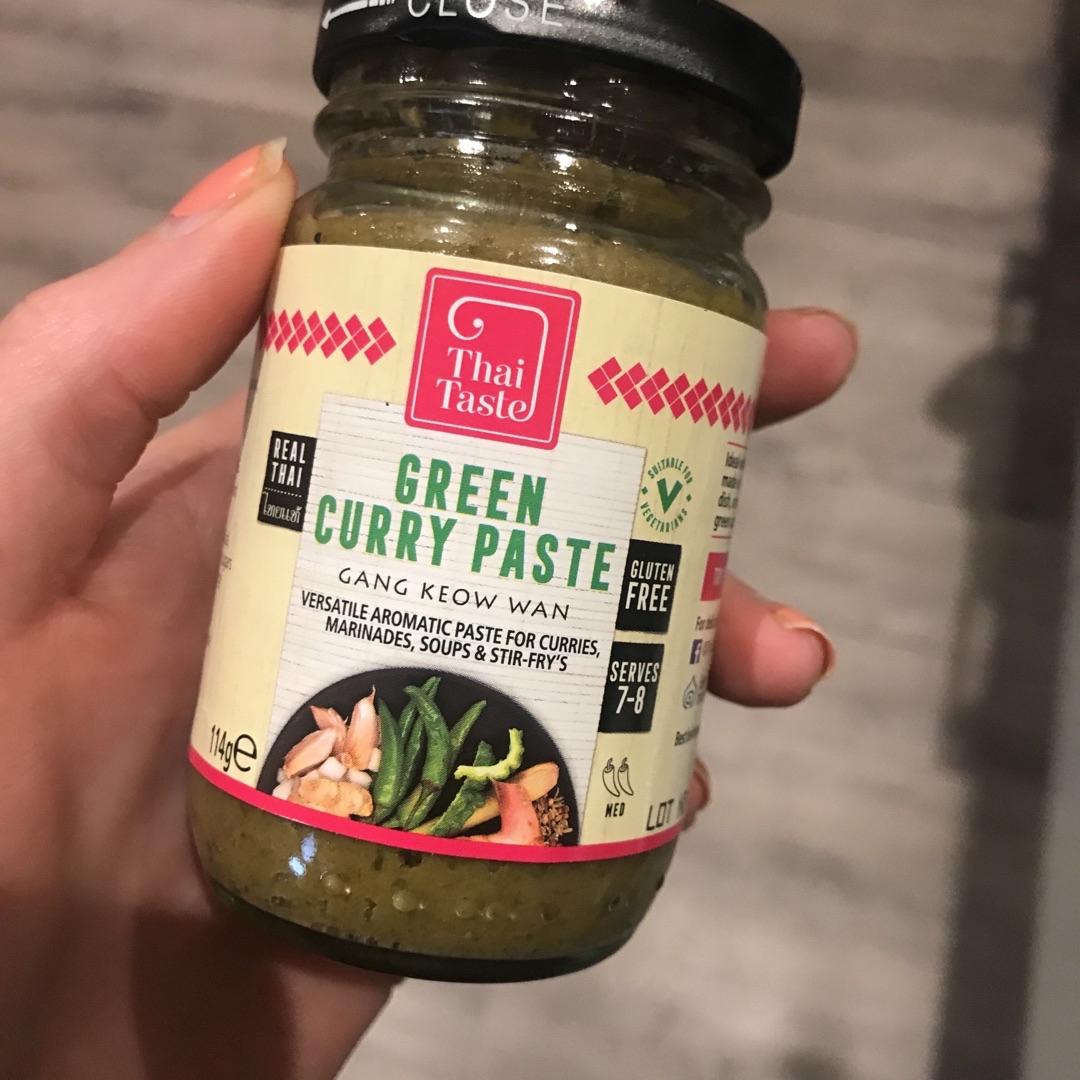 CLOSE
Thai
Taste
REAL
THAI
GREEN
CURRY PASTE
GANG KEOW WAN
VERSATILE AROMATIC PASTE FOR CURRIES,
MARINADES, SOUPS & STIR-FRY'S
SUITABLE FOR
VEGETARIANS
GLUTEN
FREE
SERVES
7-8
MED
114g℮
LOT